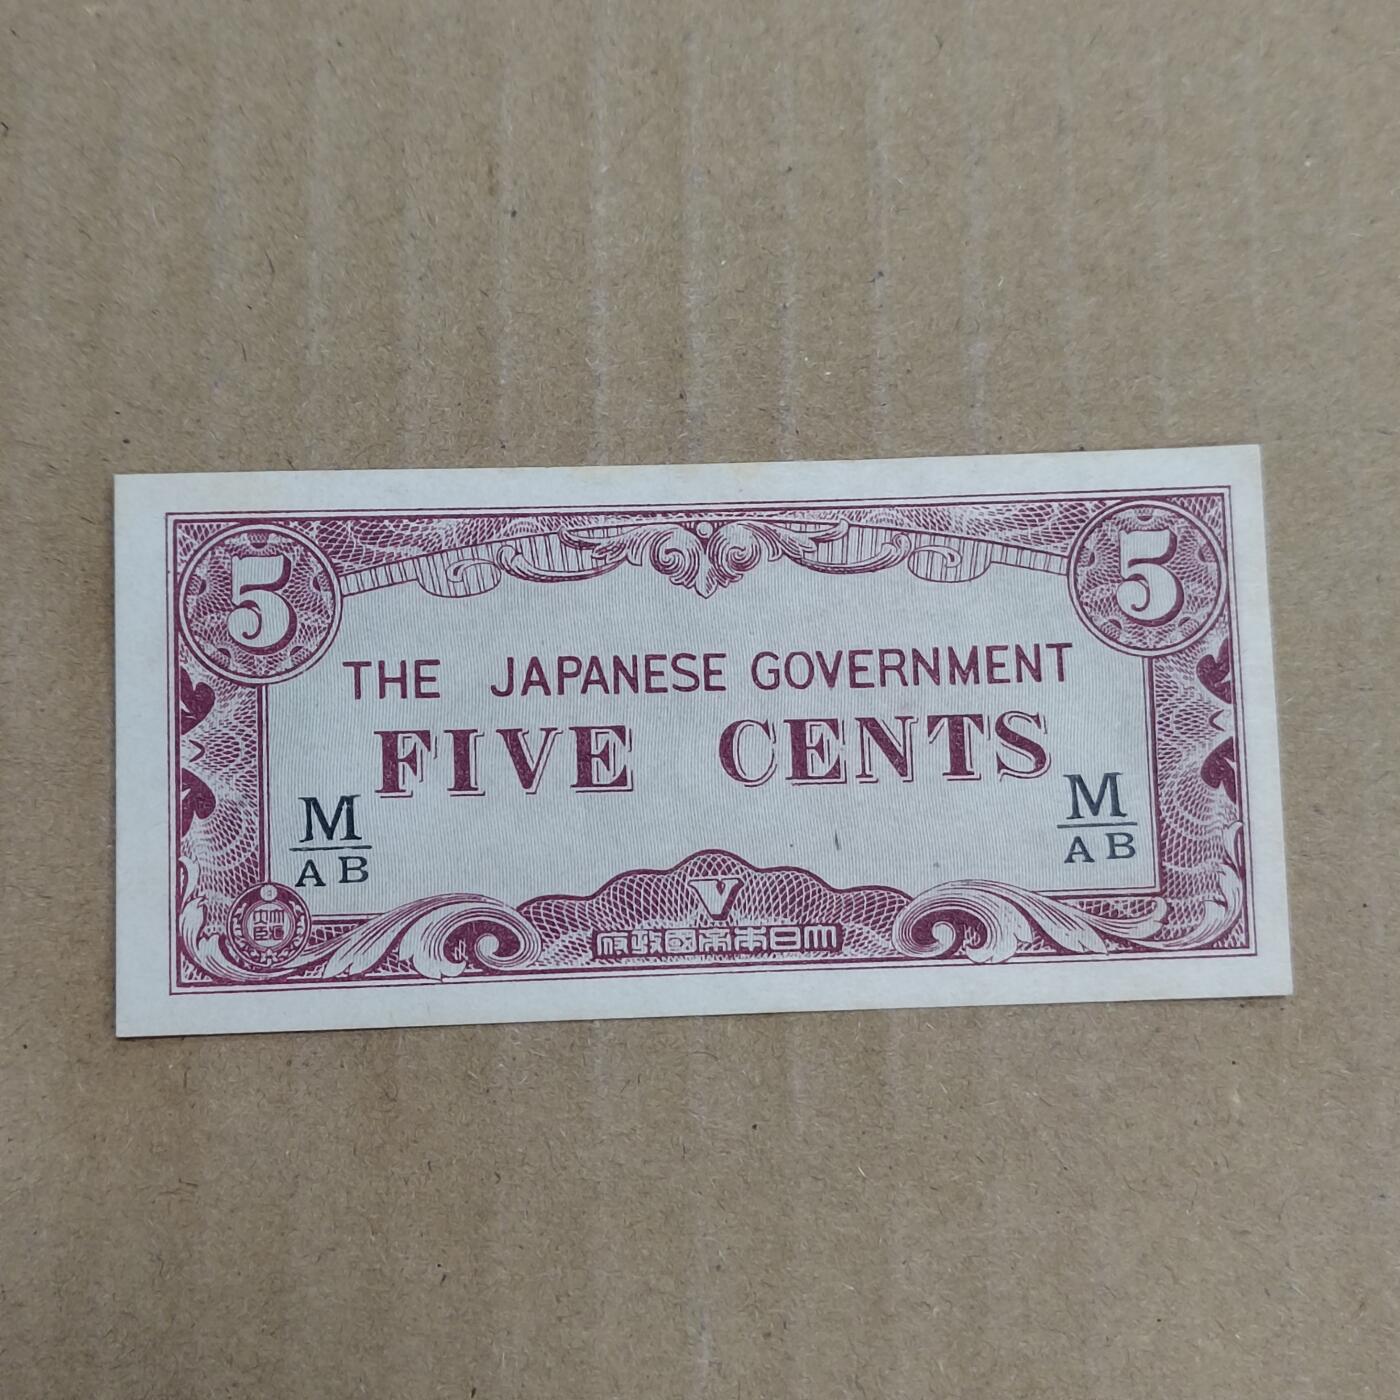 5 5
THE JAPANESE GOVERNMENT
FIVE CENTS
M M
AB AB
V
府政國帝本日大